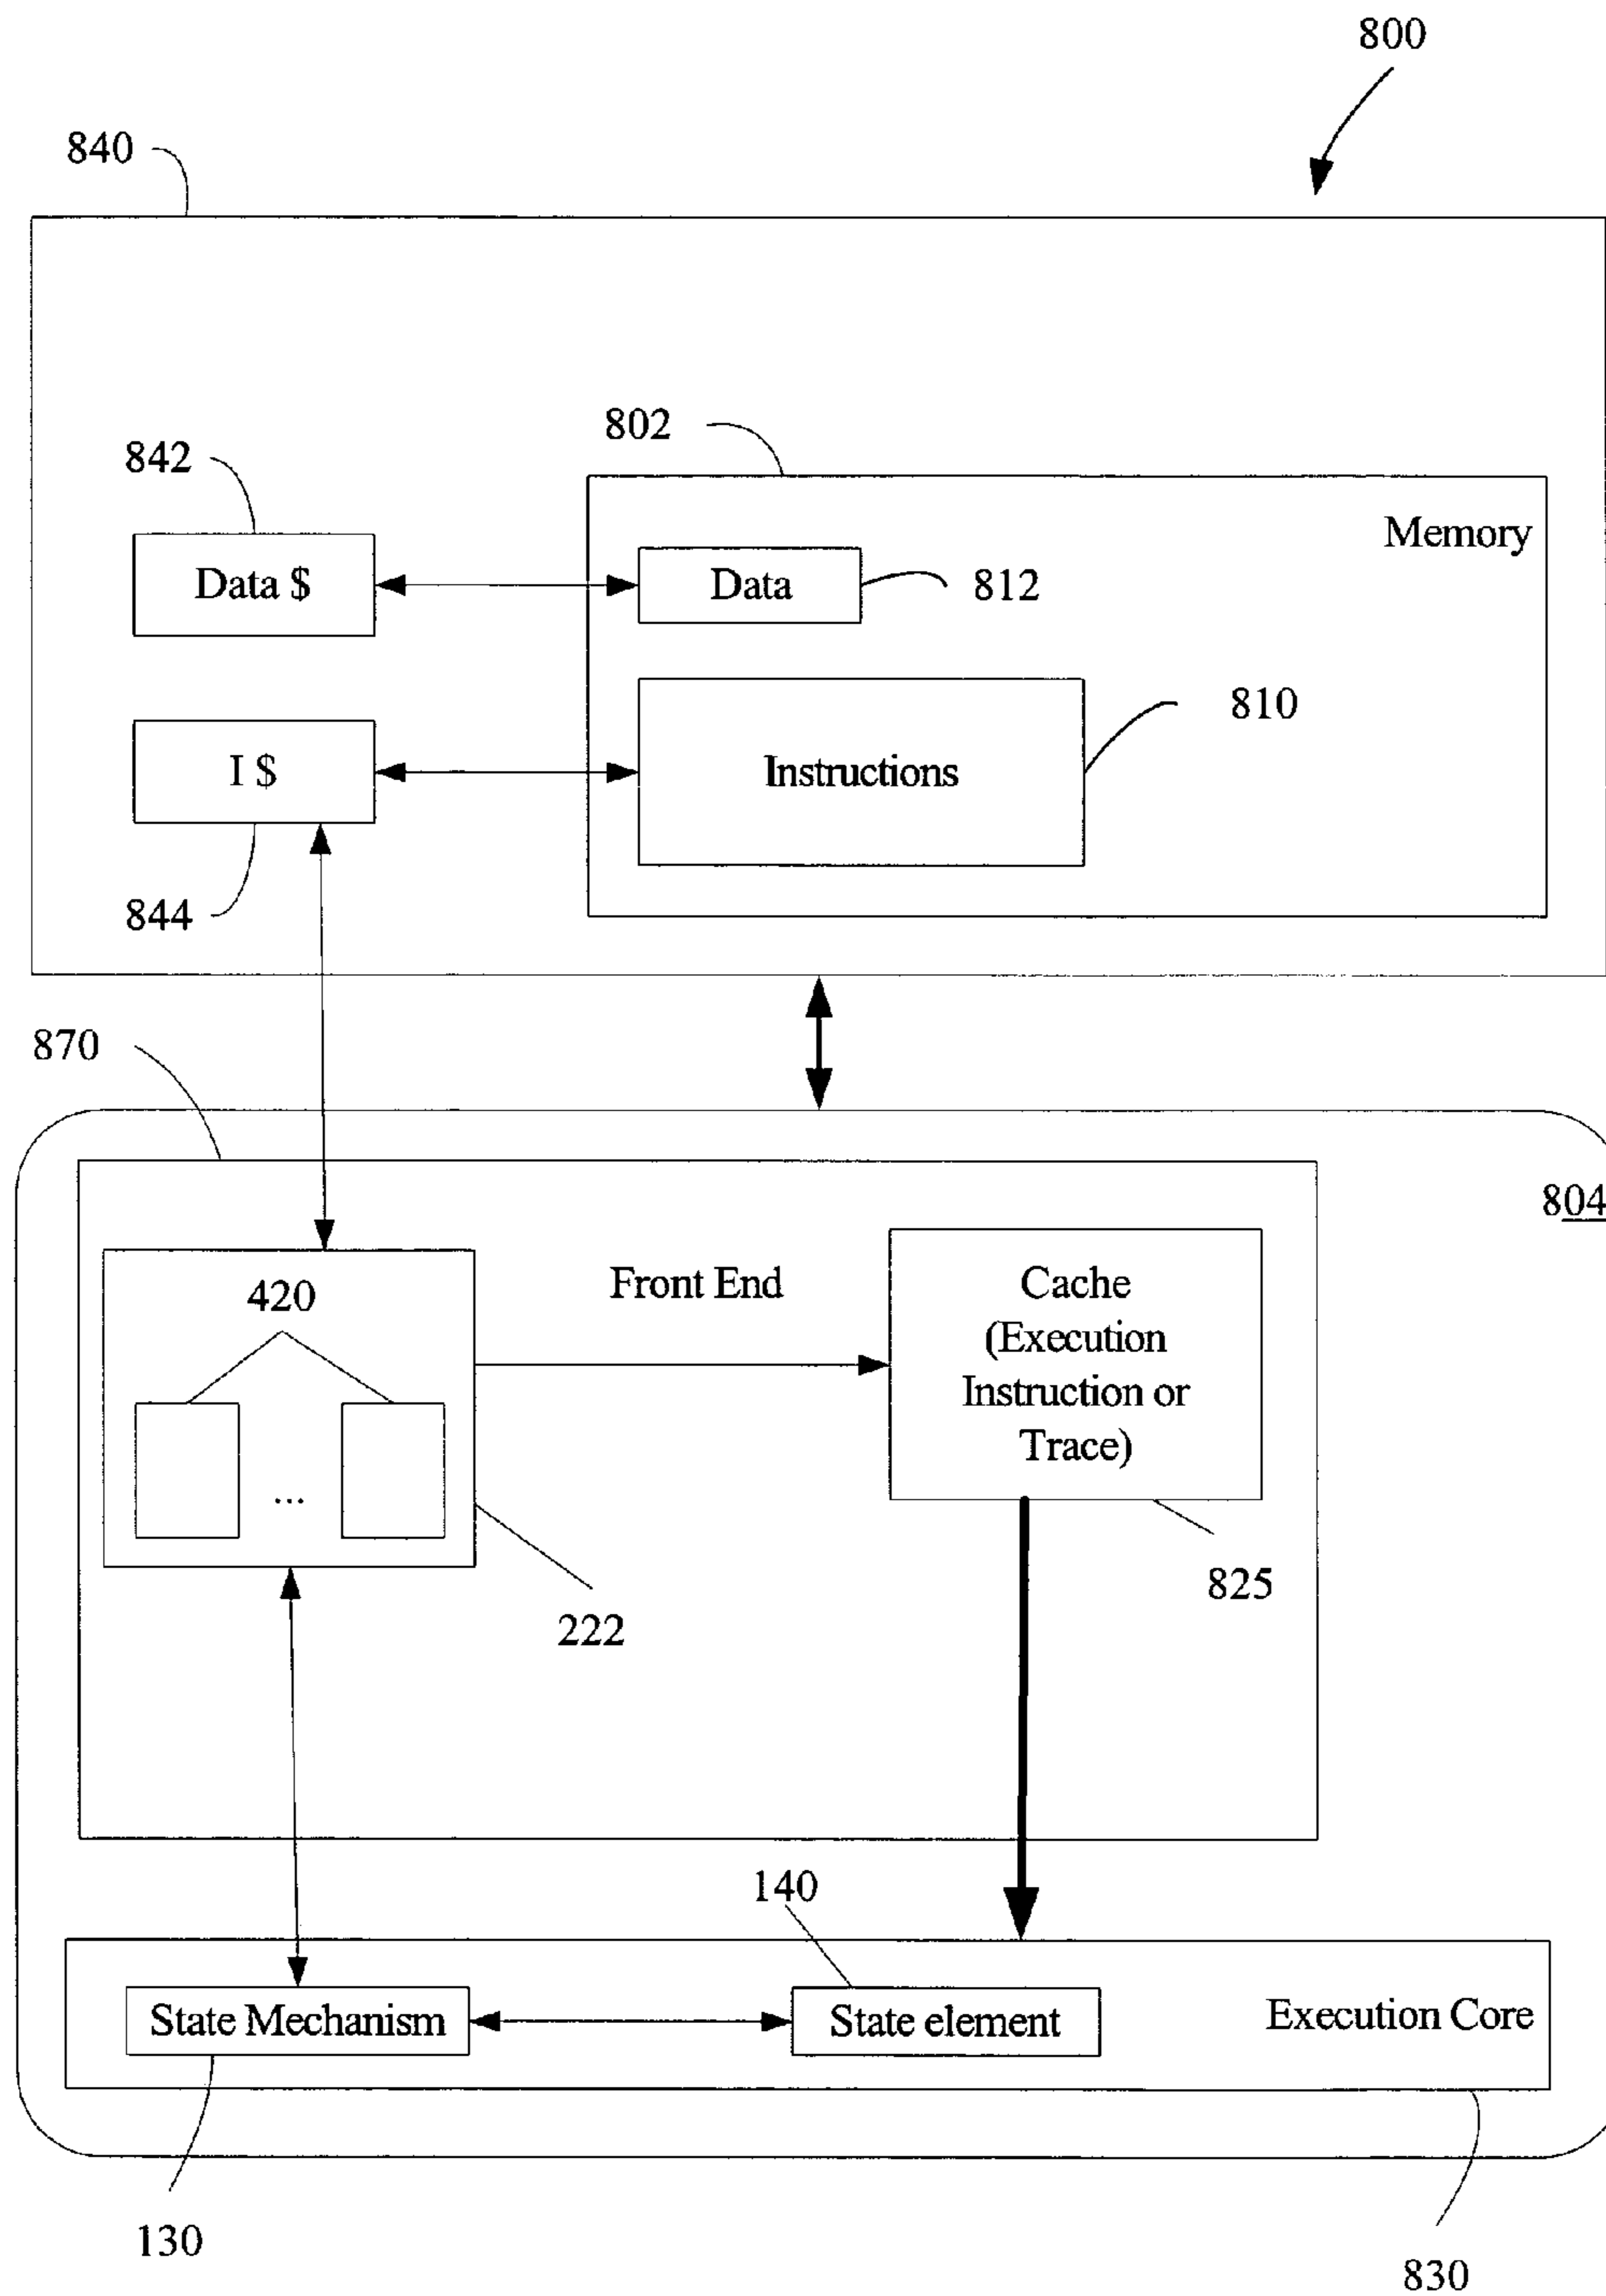 800
840
802
842
Memory
Data $
Data
812
810
I $
Instructions
844
870
804
420
Front End
Cache
(Execution
Instruction or
Trace)
...
825
222
140
State Mechanism
State element
Execution Core
130
830